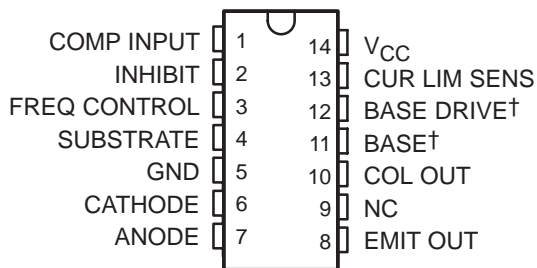 COMP INPUT 1 14 VCC
INHIBIT 2 13 CUR LIM SENS
FREQ CONTROL 3 12 BASE DRIVE†
SUBSTRATE 4 11 BASE†
GND 5 10 COL OUT
CATHODE 6 9 NC
ANODE 7 8 EMIT OUT